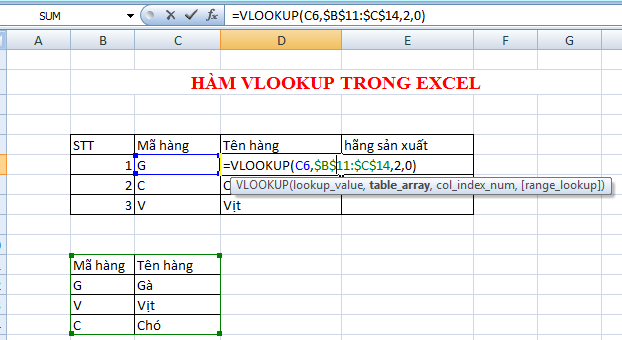 SUM =VLOOKUP(C6,$B$11:$C$14,2,0)
A B C D E F G
HÀM VLOOKUP TRONG EXCEL
STT Mã hàng Tên hàng hãng sản xuất
1 G =VLOOKUP(C6,$B$11:$C$14,2,0)
2 C
VLOOKUP(lookup_value, table_array, col_index_num, [range_lookup])
3 V Vịt
Mã hàng Tên hàng
G Gà
V Vịt
C Chó